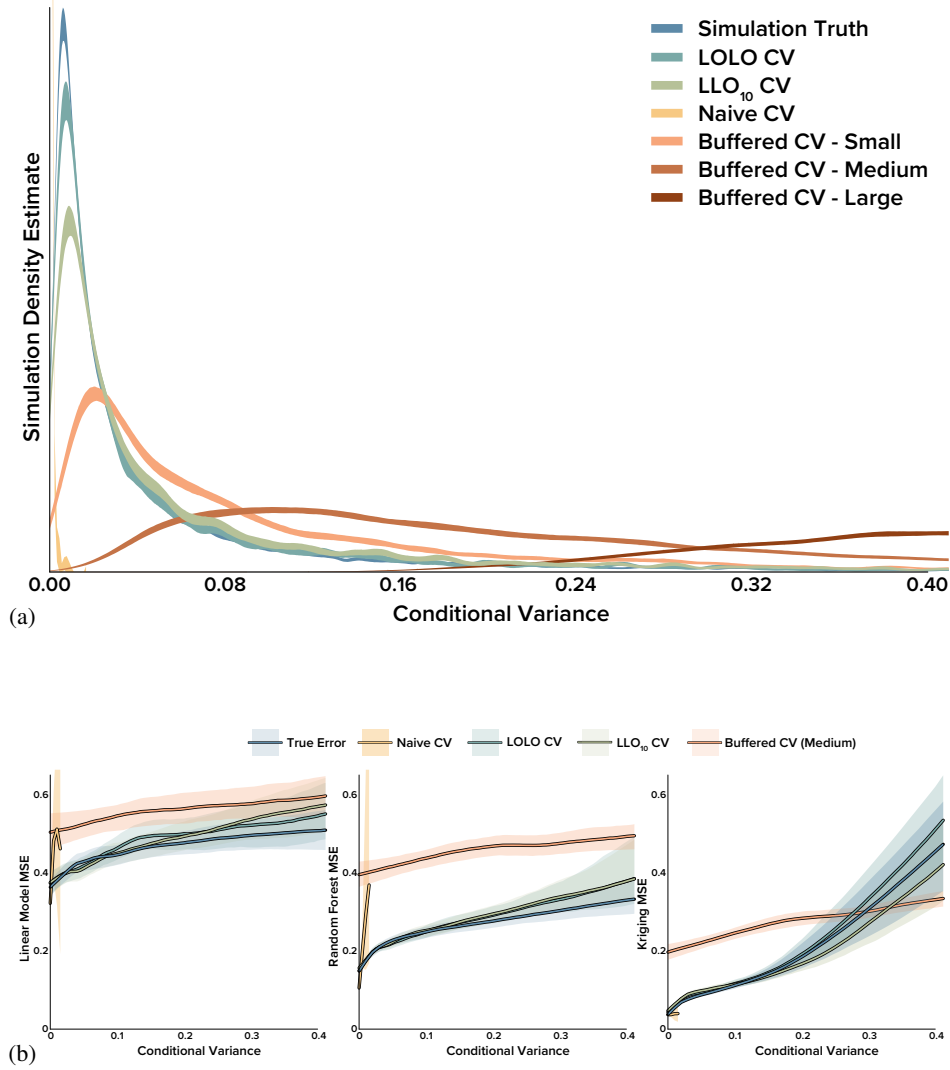 Simulation Truth
LOLO CV
LLO₁₀ CV
Naive CV
Buffered CV - Small
Buffered CV - Medium
Buffered CV - Large
Simulation Density Estimate
0.00 0.08 0.16 0.24 0.32 0.40
Conditional Variance
(a)
True Error Naive CV LOLO CV LLO₁₀ CV Buffered CV (Medium)
Linear Model MSE
0.6
0.4
0.2
0
0 0.1 0.2 0.3 0.4
Conditional Variance
Random Forest MSE
0.6
0.4
0.2
0
0 0.1 0.2 0.3 0.4
Conditional Variance
Kriging MSE
0.6
0.4
0.2
0
0 0.1 0.2 0.3 0.4
Conditional Variance
(b)